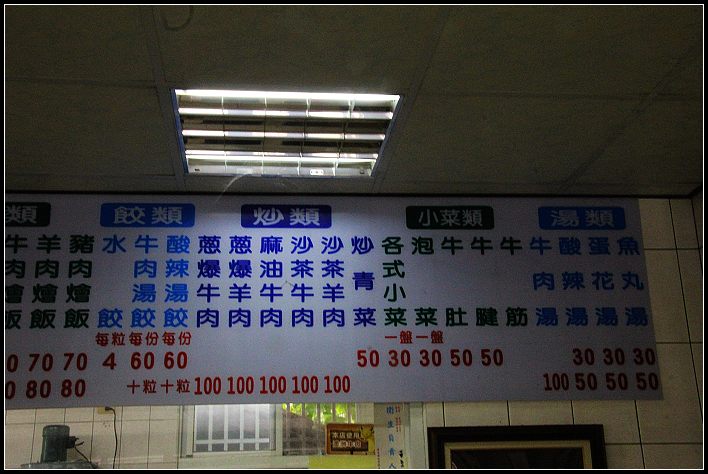 類
牛肉燴飯
羊肉燴飯
70
80
豬肉燴飯
70
80
餃類
水餃
每粒
4
牛肉湯餃
每份
60
十粒
酸辣湯餃
每份
60
十粒
炒類
蔥爆牛肉
100
蔥爆羊肉
100
麻油牛肉
100
沙茶牛肉
100
沙茶羊肉
100
炒青菜
50
小菜類
各式小菜
一盤
30
泡菜
一盤
30
牛肚
50
牛腱
50
牛筋
湯類
牛肉湯
100
酸辣湯
30
50
蛋花湯
30
50
魚丸湯
30
50
本店使用